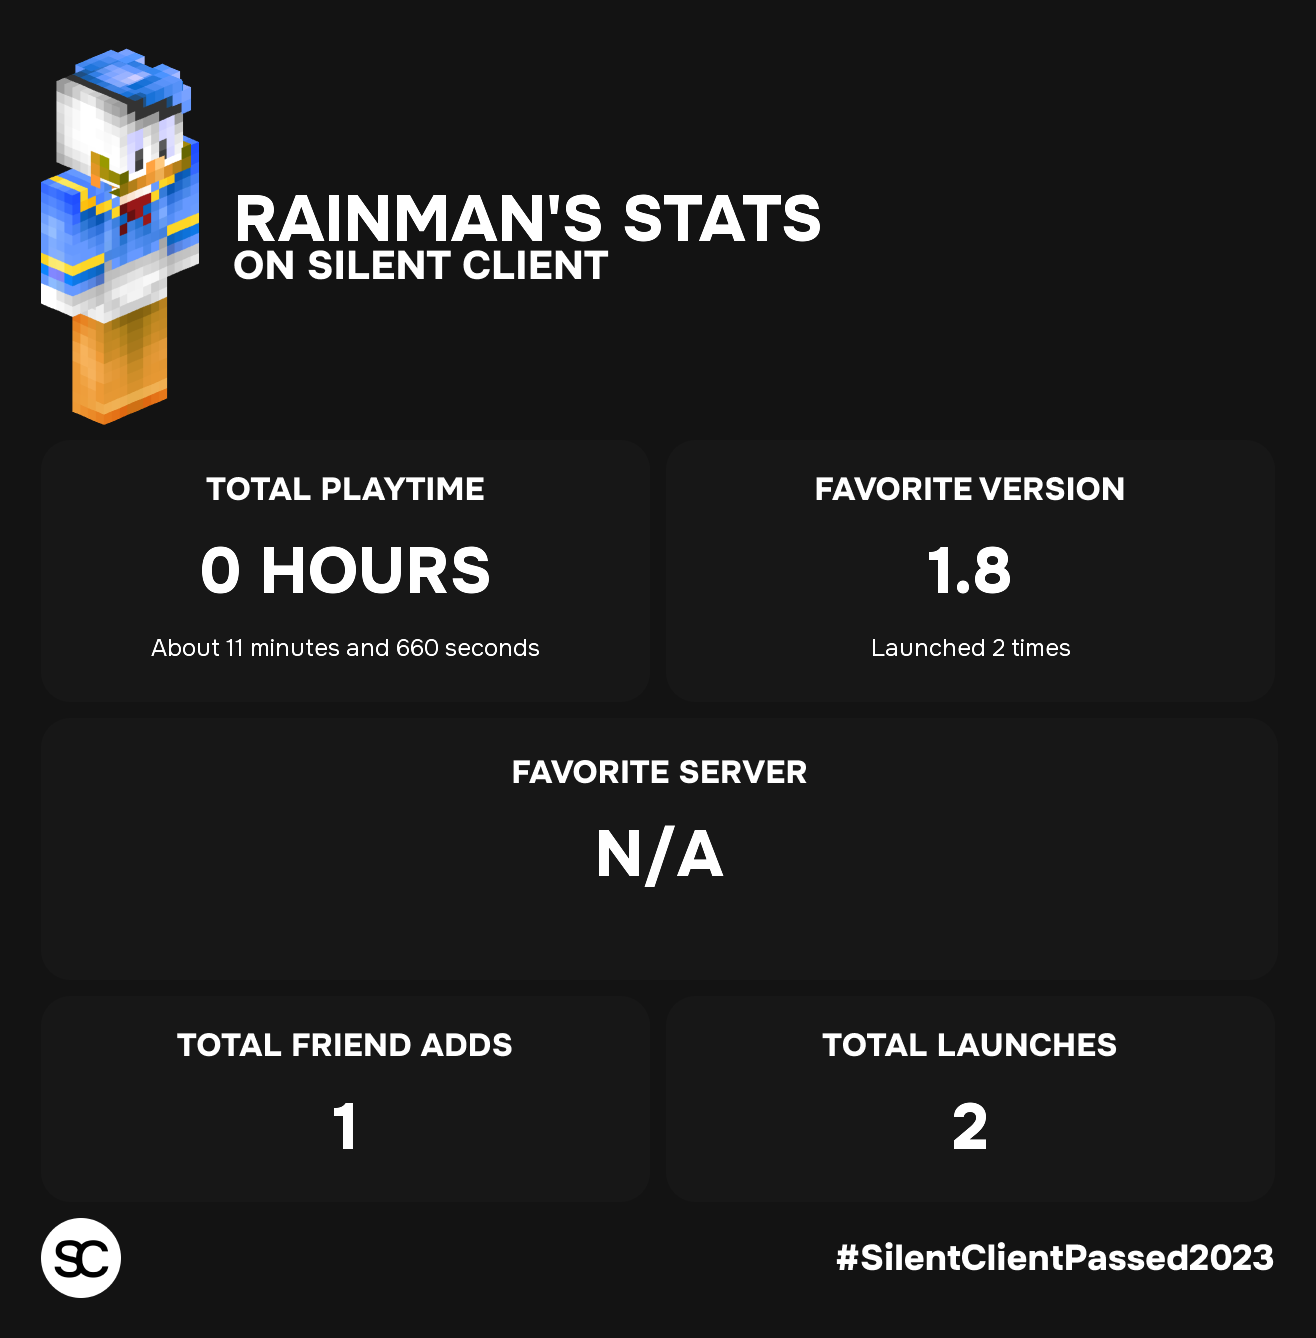 RAINMAN'S STATS
ON SILENT CLIENT
TOTAL PLAYTIME
0 HOURS
About 11 minutes and 660 seconds
FAVORITE VERSION
1.8
Launched 2 times
FAVORITE SERVER
N/A
TOTAL FRIEND ADDS
1
TOTAL LAUNCHES
2
SC
#SilentClientPassed2023